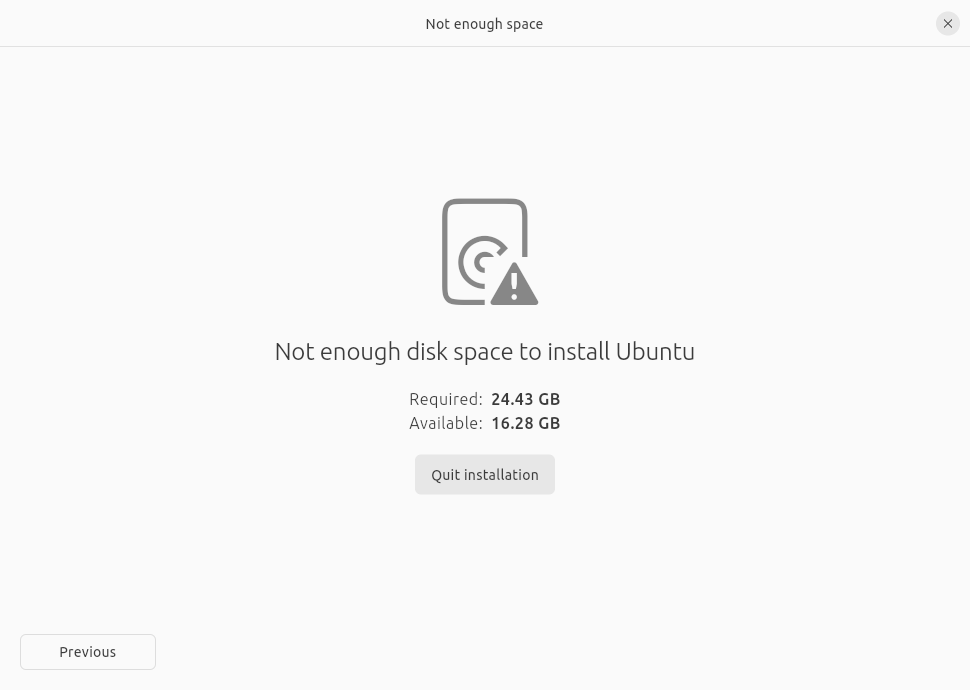 Not enough space
Not enough disk space to install Ubuntu
Required: 24.43 GB
Available: 16.28 GB
Quit installation
Previous